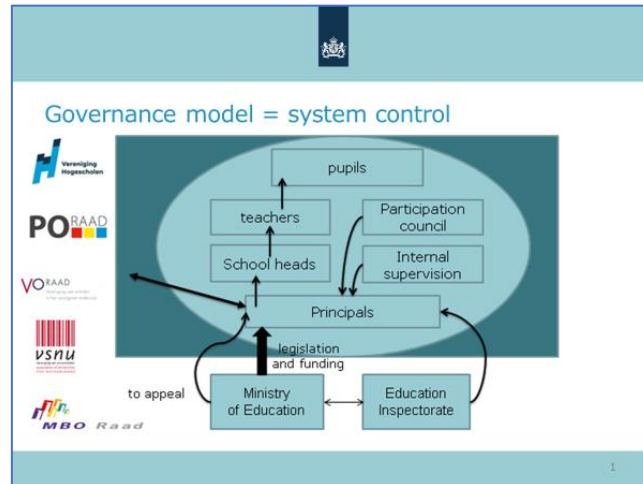 Governance model = system control
Vereniging
Hogescholen
PO RAAD
VO RAAD
vsnu
MBO Raad
pupils
teachers
Participation
council
School heads
Internal
supervision
Principals
legislation
and funding
to appeal
Ministry
of Education
Education
Inspectorate
1